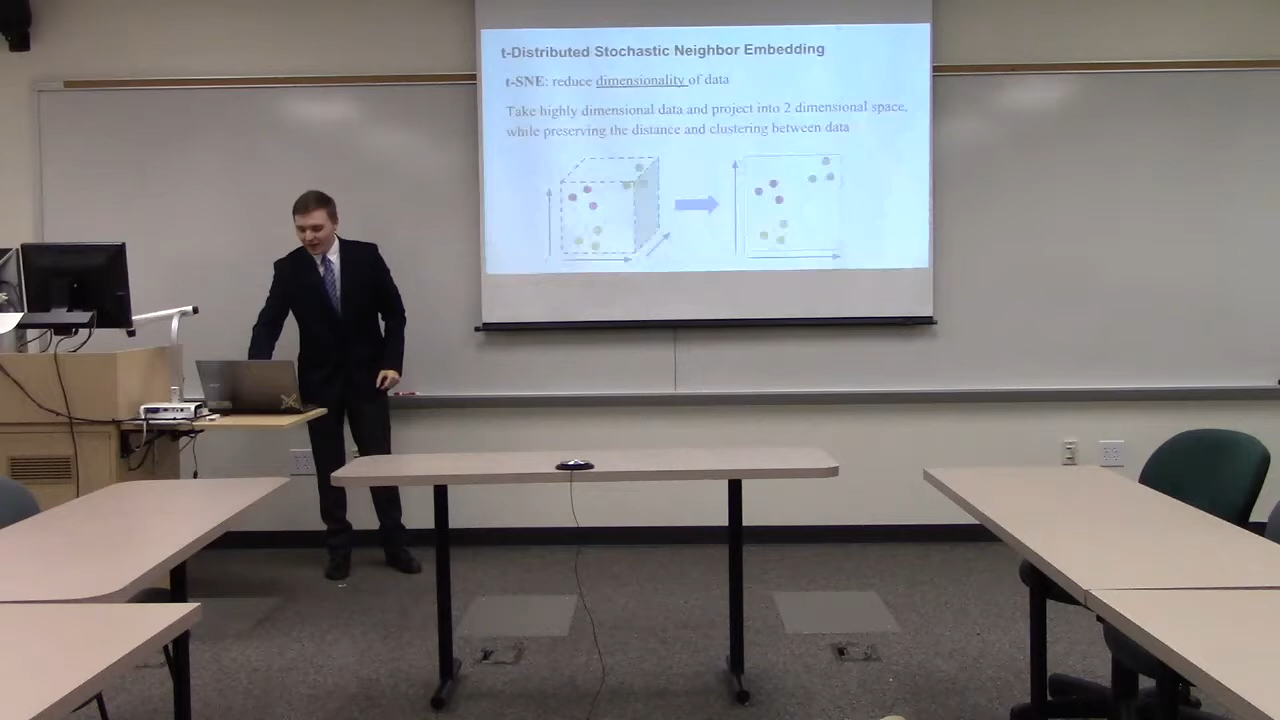 t-Distributed Stochastic Neighbor Embedding
t-SNE: reduce dimensionality of data
Take highly dimensional data and project into 2 dimensional space,
while preserving the distance and clustering between data